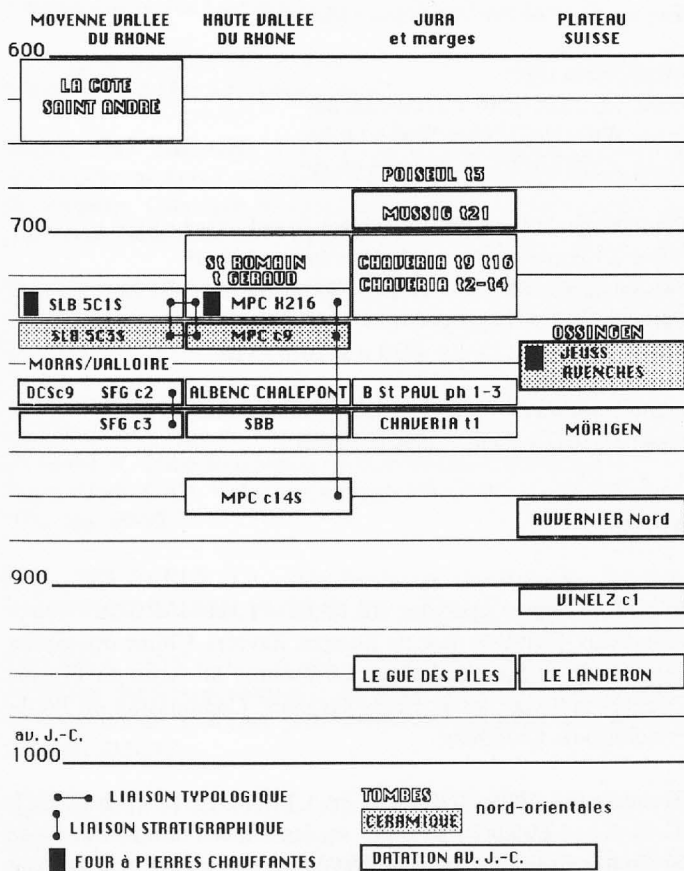 MOYENNE VALLEE HAUTE VALLEE JURA PLATEAU
DU RHONE DU RHONE et marges SUISSE
600
LA COTE
SAINT ANDRE
POISEUL t5
MUSSIG t21
700
St ROMAIN
t GERAUD
CHAVERIA t9 t16
CHAVERIA t2-t4
SLB 5C1S MPC H216
SLB 5C3S MPC c9 OSSINGEN
JEUSS
AVENCHES
MORAS/VALLOIRE
DCSc9 SFG c2 ALBENC CHALEPONT B St PAUL ph 1-3
SFG c3 SBB CHAVERIA t1 MÖRIGEN
MPC c14S
AUVERNIER Nord
900
VINELZ c1
LE GUE DES PILES LE LANDERON
av. J.-C.
1000
LIAISON TYPOLOGIQUE
LIAISON STRATIGRAPHIQUE
FOUR à PIERRES CHAUFFANTES
TOMBES
CERAMIQUE nord-orientales
DATATION AV. J.-C.